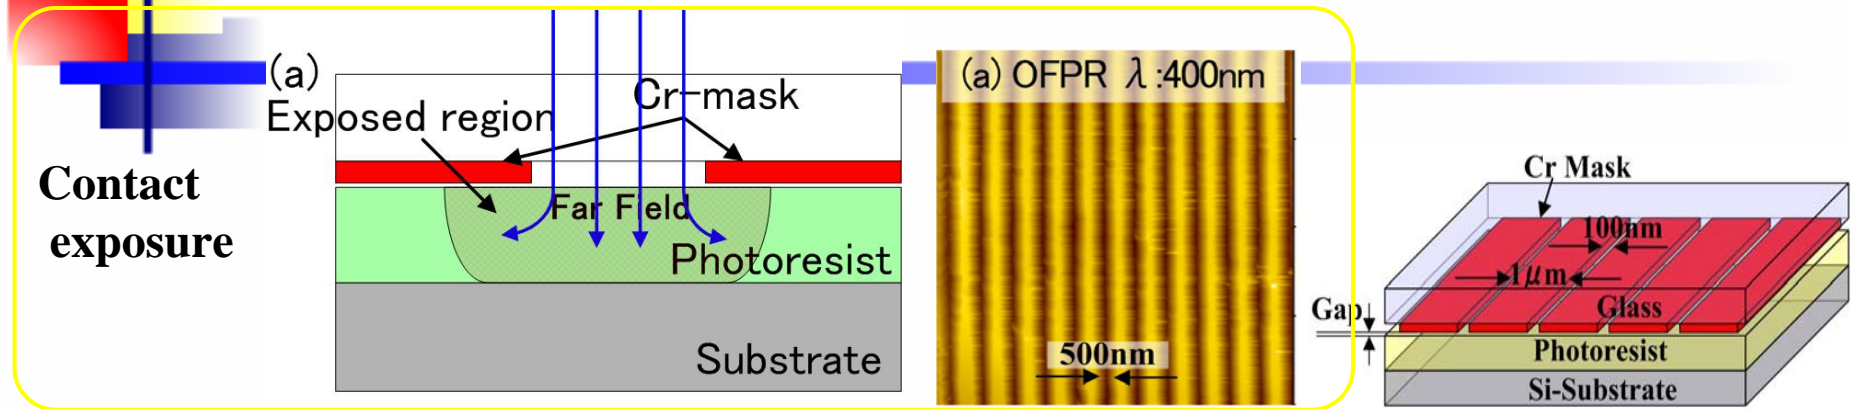 Contact
exposure
(a)
Exposed region
Cr-mask
Far Field
Photoresist
Substrate
(a) OFPR λ:400nm
500nm
Cr Mask
100nm
1μm
Gap
Glass
Photoresist
Si-Substrate